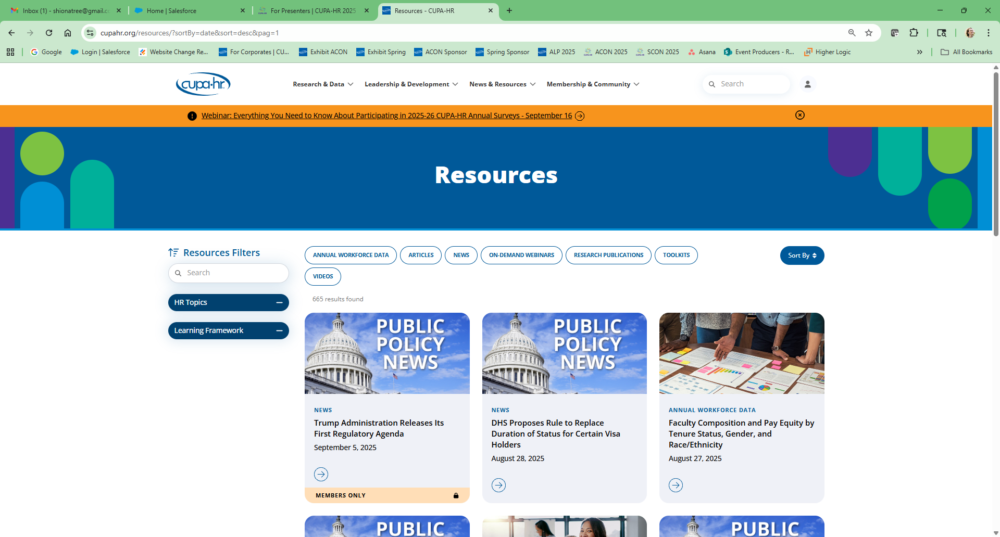 Inbox (1) - shionatree@gmail.c
Home | Salesforce
For Presenters | CUPA-HR 2025
Resources - CUPA-HR
cupahr.org/resources/?sortBy=date&sort=desc&pag=1
Google
Login | Salesforce
Website Change Re...
For Corporates | CU...
Exhibit ACON
Exhibit Spring
ACON Sponsor
Spring Sponsor
ALP 2025
ACON 2025
SCON 2025
Asana
Event Producers - R...
Higher Logic
All Bookmarks
cupa-hr
Research & Data
Leadership & Development
News & Resources
Membership & Community
Search
Webinar: Everything You Need to Know About Participating in 2025-26 CUPA-HR Annual Surveys - September 16
Resources
Resources Filters
Search
HR Topics
Learning Framework
ANNUAL WORKFORCE DATA
ARTICLES
NEWS
ON-DEMAND WEBINARS
RESEARCH PUBLICATIONS
TOOLKITS
VIDEOS
Sort By
665 results found
PUBLIC
POLICY
NEWS
NEWS
Trump Administration Releases Its
First Regulatory Agenda
September 5, 2025
MEMBERS ONLY
PUBLIC
POLICY
NEWS
NEWS
DHS Proposes Rule to Replace
Duration of Status for Certain Visa
Holders
August 28, 2025
ANNUAL WORKFORCE DATA
Faculty Composition and Pay Equity by
Tenure Status, Gender, and
Race/Ethnicity
August 27, 2025
PUBLIC
PUBLIC